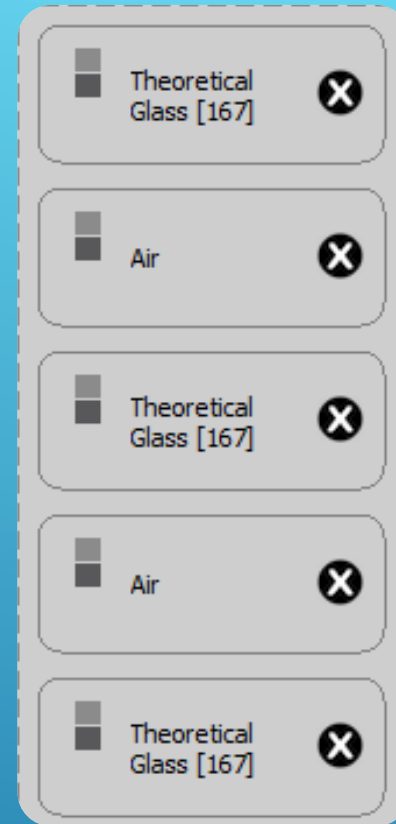 Theoretical
Glass [167]
Air
Theoretical
Glass [167]
Air
Theoretical
Glass [167]